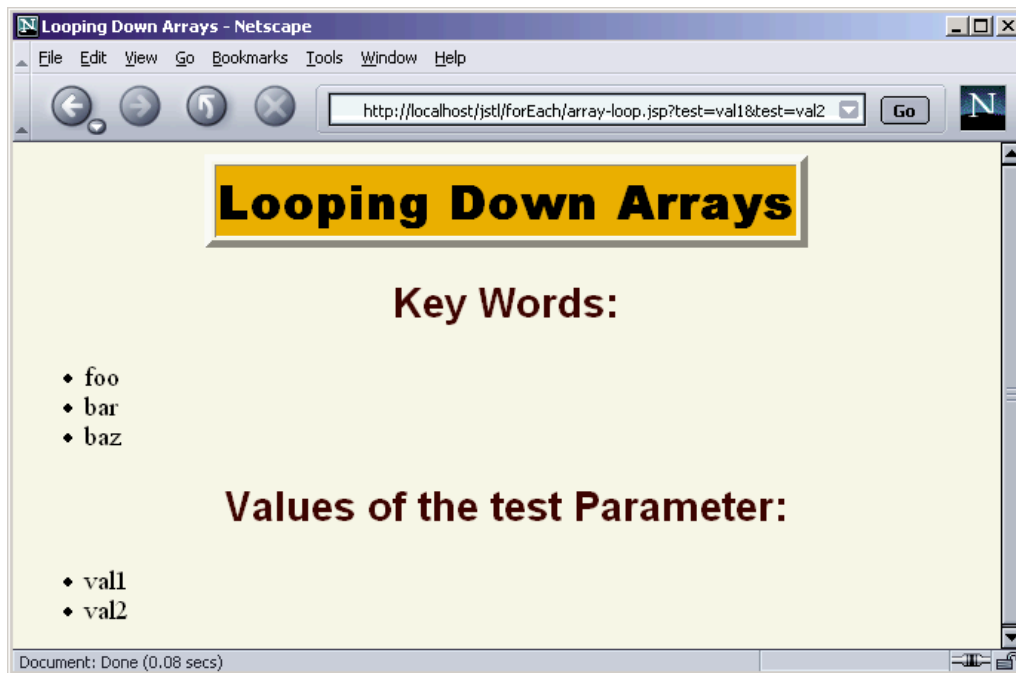 N Looping Down Arrays - Netscape
File Edit View Go Bookmarks Tools Window Help
http://localhost/jstl/forEach/array-loop.jsp?test=val1&test=val2 Go N
Looping Down Arrays
Key Words:
• foo
• bar
• baz
Values of the test Parameter:
• val1
• val2
Document: Done (0.08 secs)